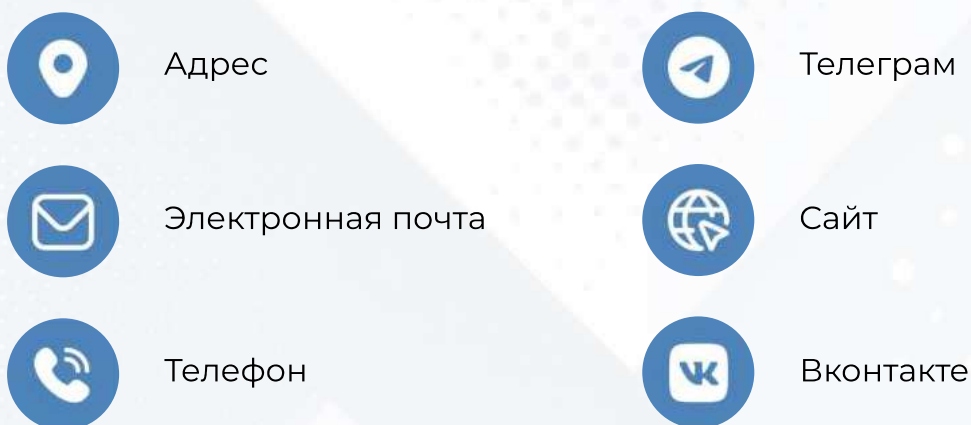 Адрес
Телеграм
Электронная почта
Сайт
Телефон
Вконтакте